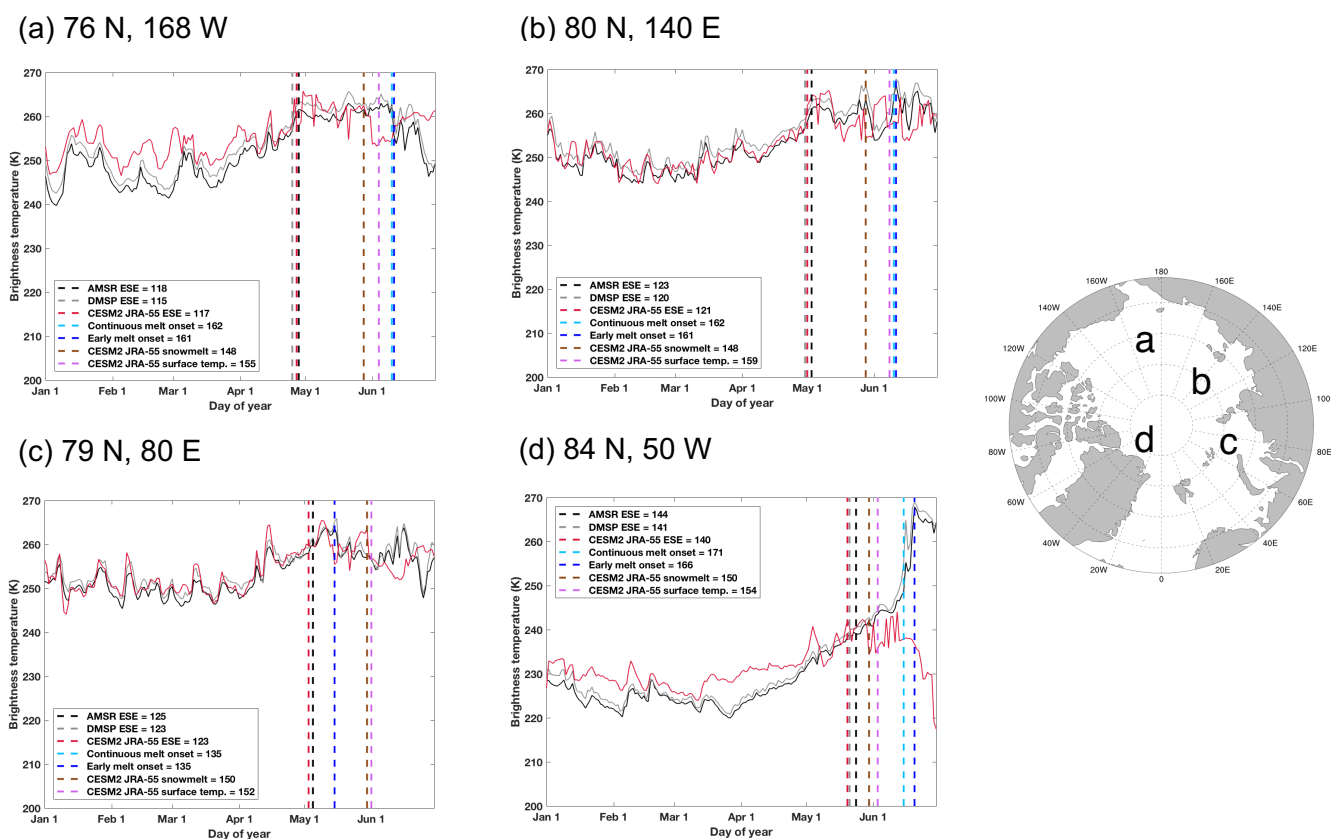 (a) 76 N, 168 W
270
260
250
240
230
220
210
200
Brightness temperature (K)
AMSR ESE = 118
DMSP ESE = 115
CESM2 JRA-55 ESE = 117
Continuous melt onset = 162
Early melt onset = 161
CESM2 JRA-55 snowmelt = 148
CESM2 JRA-55 surface temp. = 155
Jan 1 Feb 1 Mar 1 Apr 1 May 1 Jun 1
Day of year
(b) 80 N, 140 E
270
260
250
240
230
220
210
200
Brightness temperature (K)
AMSR ESE = 123
DMSP ESE = 120
CESM2 JRA-55 ESE = 121
Continuous melt onset = 162
Early melt onset = 161
CESM2 JRA-55 snowmelt = 148
CESM2 JRA-55 surface temp. = 159
Jan 1 Feb 1 Mar 1 Apr 1 May 1 Jun 1
Day of year
(c) 79 N, 80 E
270
260
250
240
230
220
210
200
Brightness temperature (K)
AMSR ESE = 125
DMSP ESE = 123
CESM2 JRA-55 ESE = 123
Continuous melt onset = 135
Early melt onset = 135
CESM2 JRA-55 snowmelt = 150
CESM2 JRA-55 surface temp. = 152
Jan 1 Feb 1 Mar 1 Apr 1 May 1 Jun 1
Day of year
(d) 84 N, 50 W
270
260
250
240
230
220
210
200
Brightness temperature (K)
AMSR ESE = 144
DMSP ESE = 141
CESM2 JRA-55 ESE = 140
Continuous melt onset = 171
Early melt onset = 166
CESM2 JRA-55 snowmelt = 150
CESM2 JRA-55 surface temp. = 154
Jan 1 Feb 1 Mar 1 Apr 1 May 1 Jun 1
Day of year
180
160W 160E
140W 140E
120W 120E
100W 100
80W 80E
60W 60E
40W 40E
20W 20E
0
a
b
d c